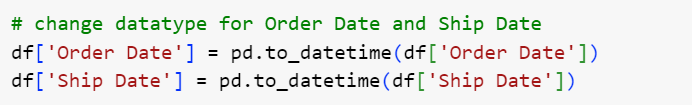 # change datatype for Order Date and Ship Date
df['Order Date'] = pd.to_datetime(df['Order Date'])
df['Ship Date'] = pd.to_datetime(df['Ship Date'])